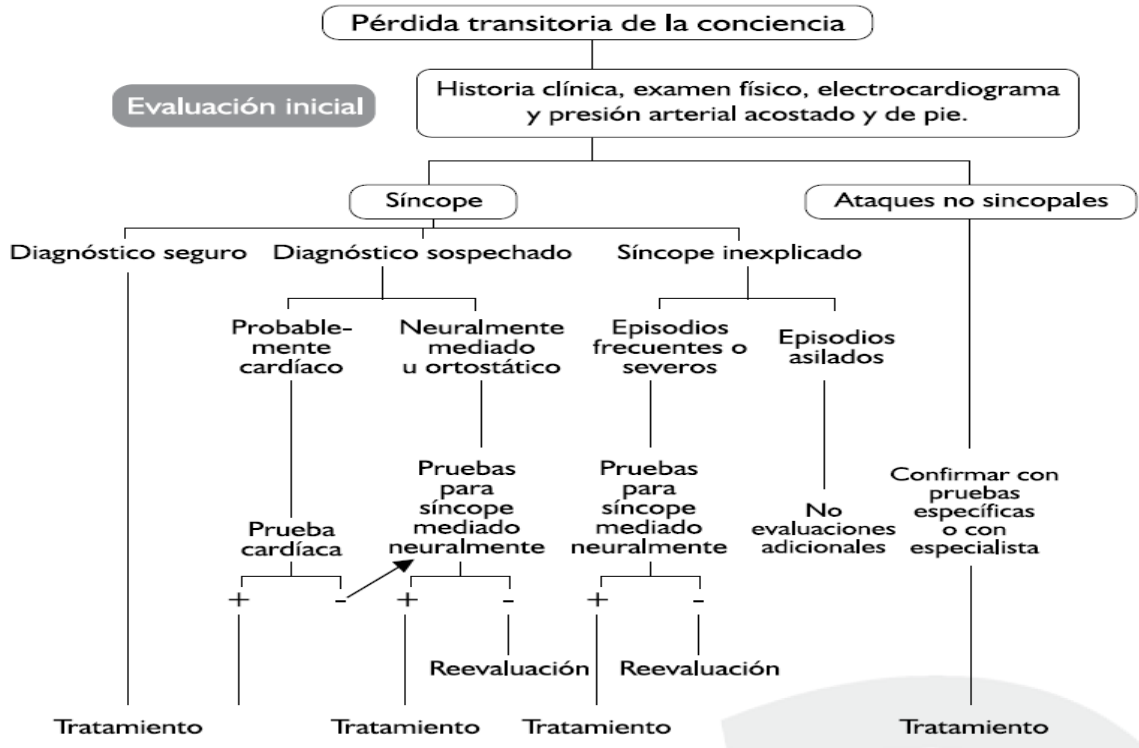 Pérdida transitoria de la conciencia
Evaluación inicial
Historia clínica, examen físico, electrocardiograma
y presión arterial acostado y de pie.
Síncope
Ataques no sincopales
Diagnóstico seguro
Diagnóstico sospechado
Síncope inexplicado
Probable-
mente
cardíaco
Neuralmente
mediado
u ortostático
Episodios
frecuentes o
severos
Episodios
asilados
Prueba
cardíaca
Pruebas
para
síncope
mediado
neuralmente
Pruebas
para
síncope
mediado
neuralmente
No
evaluaciones
adicionales
Confirmar con
pruebas
específicas
o con
especialista
+
-
+
-
+
-
Reevaluación
Reevaluación
Tratamiento
Tratamiento
Tratamiento
Tratamiento